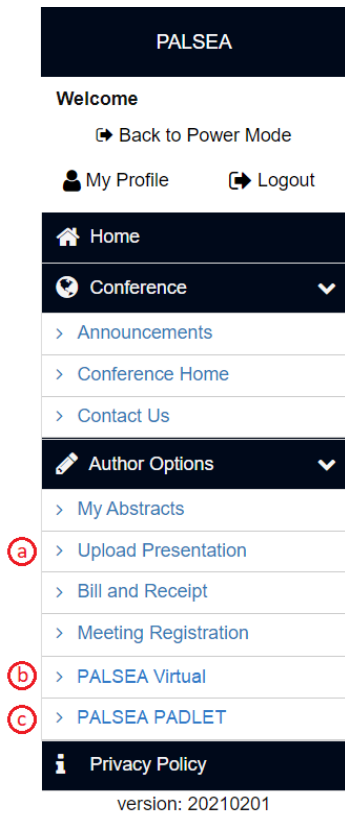 PALSEA
Welcome
Back to Power Mode
My Profile Logout
Home
Conference
Announcements
Conference Home
Contact Us
Author Options
My Abstracts
a Upload Presentation
Bill and Receipt
Meeting Registration
b PALSEA Virtual
c PALSEA PADLET
Privacy Policy
version: 20210201